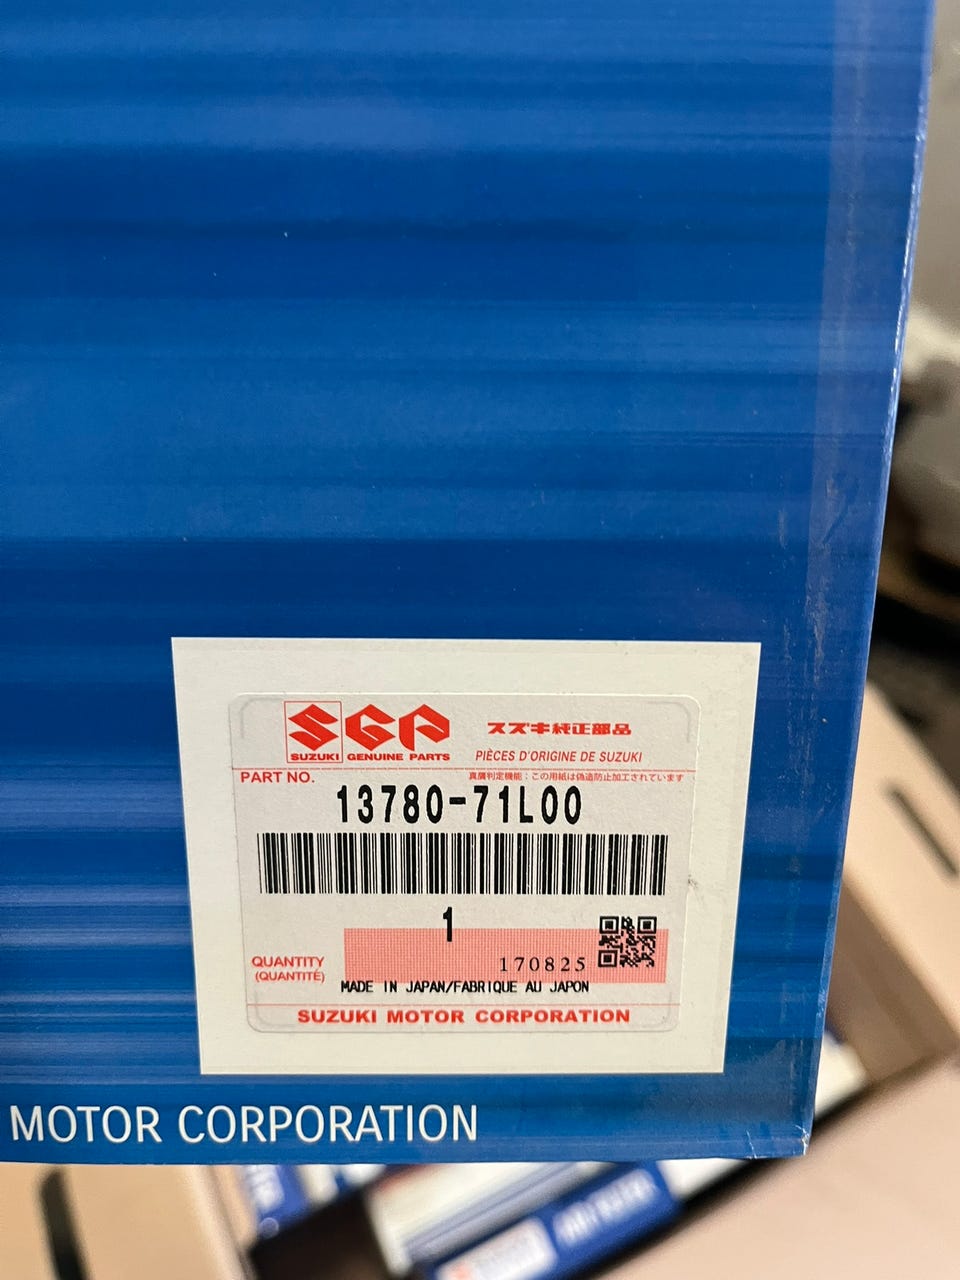 SGP
スズキ純正部品
SUZUKI GENUINE PARTS
PIÈCES D'ORIGINE DE SUZUKI
PART NO.
真贋判定機能：この用紙は偽造防止加工されています
13780-71L00
1
QUANTITY
(QUANTITÉ)
170825
MADE IN JAPAN/FABRIQUE AU JAPON
SUZUKI MOTOR CORPORATION
MOTOR CORPORATION